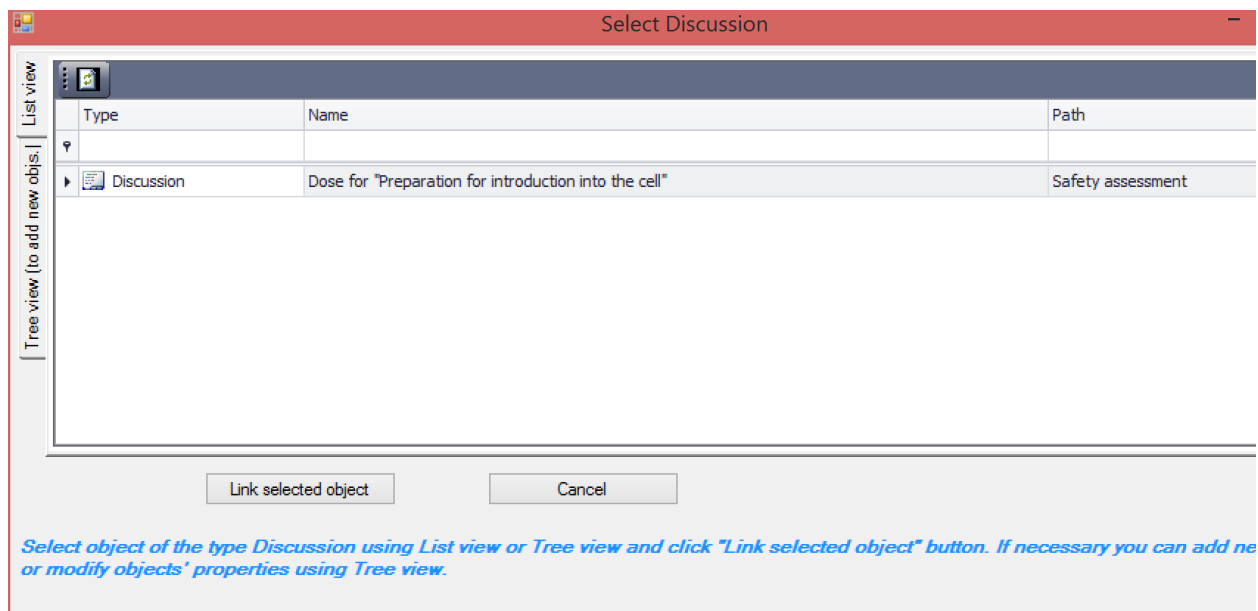 Select Discussion
List view
Tree view (to add new objs.)
Type Name Path
Discussion Dose for "Preparation for introduction into the cell" Safety assessment
Link selected object Cancel
Select object of the type Discussion using List view or Tree view and click "Link selected object" button. If necessary you can add ne
or modify objects' properties using Tree view.